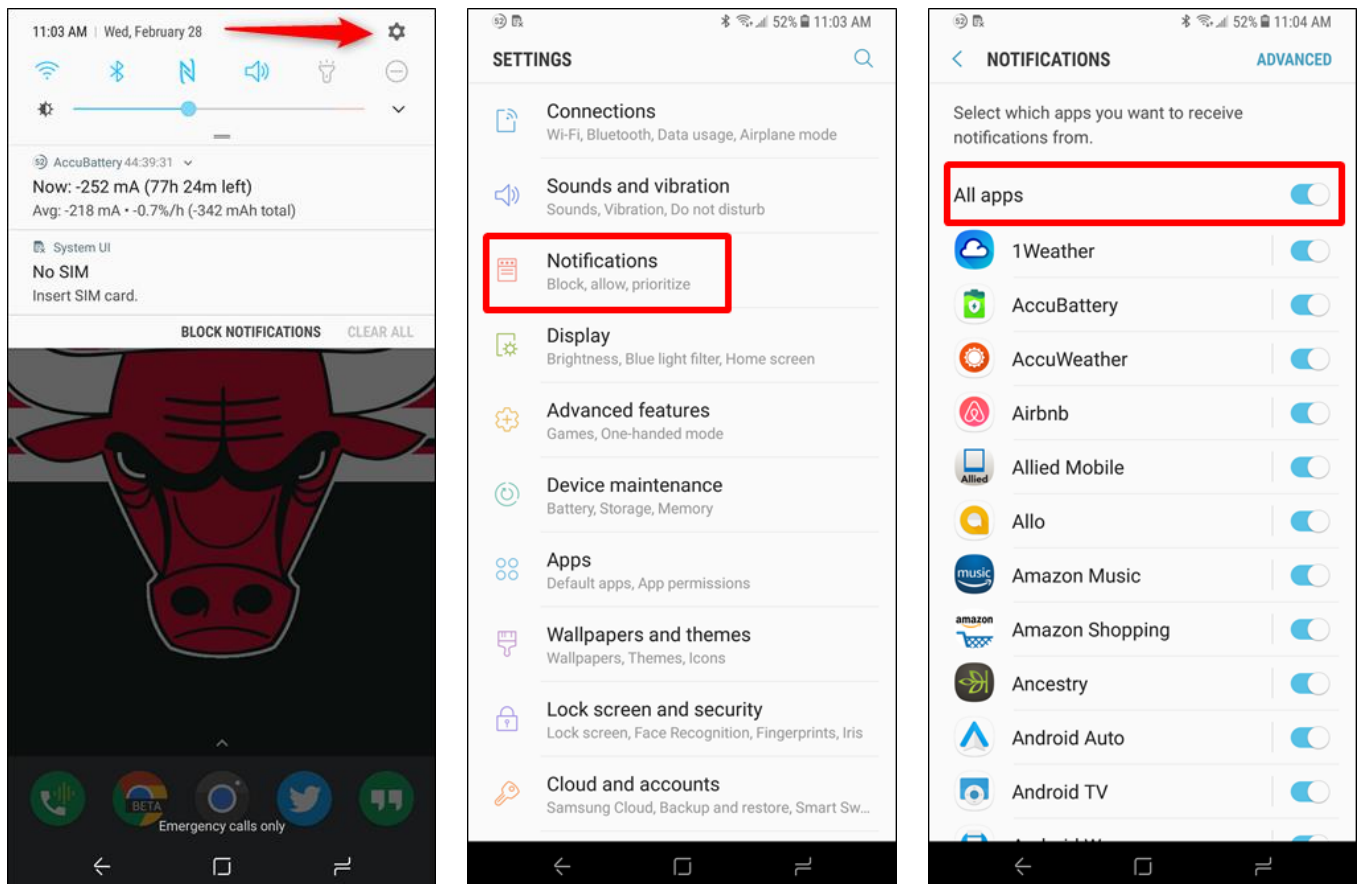 11:03 AM | Wed, February 28
52 AccuBattery 44:39:31
Now: -252 mA (77h 24m left)
Avg: -218 mA • -0.7%/h (-342 mAh total)
System UI
No SIM
Insert SIM card.
BLOCK NOTIFICATIONS CLEAR ALL
BETA
Emergency calls only
52 52% 11:03 AM
SETTINGS
Connections
Wi-Fi, Bluetooth, Data usage, Airplane mode
Sounds and vibration
Sounds, Vibration, Do not disturb
Notifications
Block, allow, prioritize
Display
Brightness, Blue light filter, Home screen
Advanced features
Games, One-handed mode
Device maintenance
Battery, Storage, Memory
Apps
Default apps, App permissions
Wallpapers and themes
Wallpapers, Themes, Icons
Lock screen and security
Lock screen, Face Recognition, Fingerprints, Iris
Cloud and accounts
Samsung Cloud, Backup and restore, Smart Sw...
52 52% 11:04 AM
NOTIFICATIONS ADVANCED
Select which apps you want to receive
notifications from.
All apps
1Weather
AccuBattery
AccuWeather
Airbnb
Allied Allied Mobile
Allo
music Amazon Music
amazon Amazon Shopping
Ancestry
Android Auto
Android TV